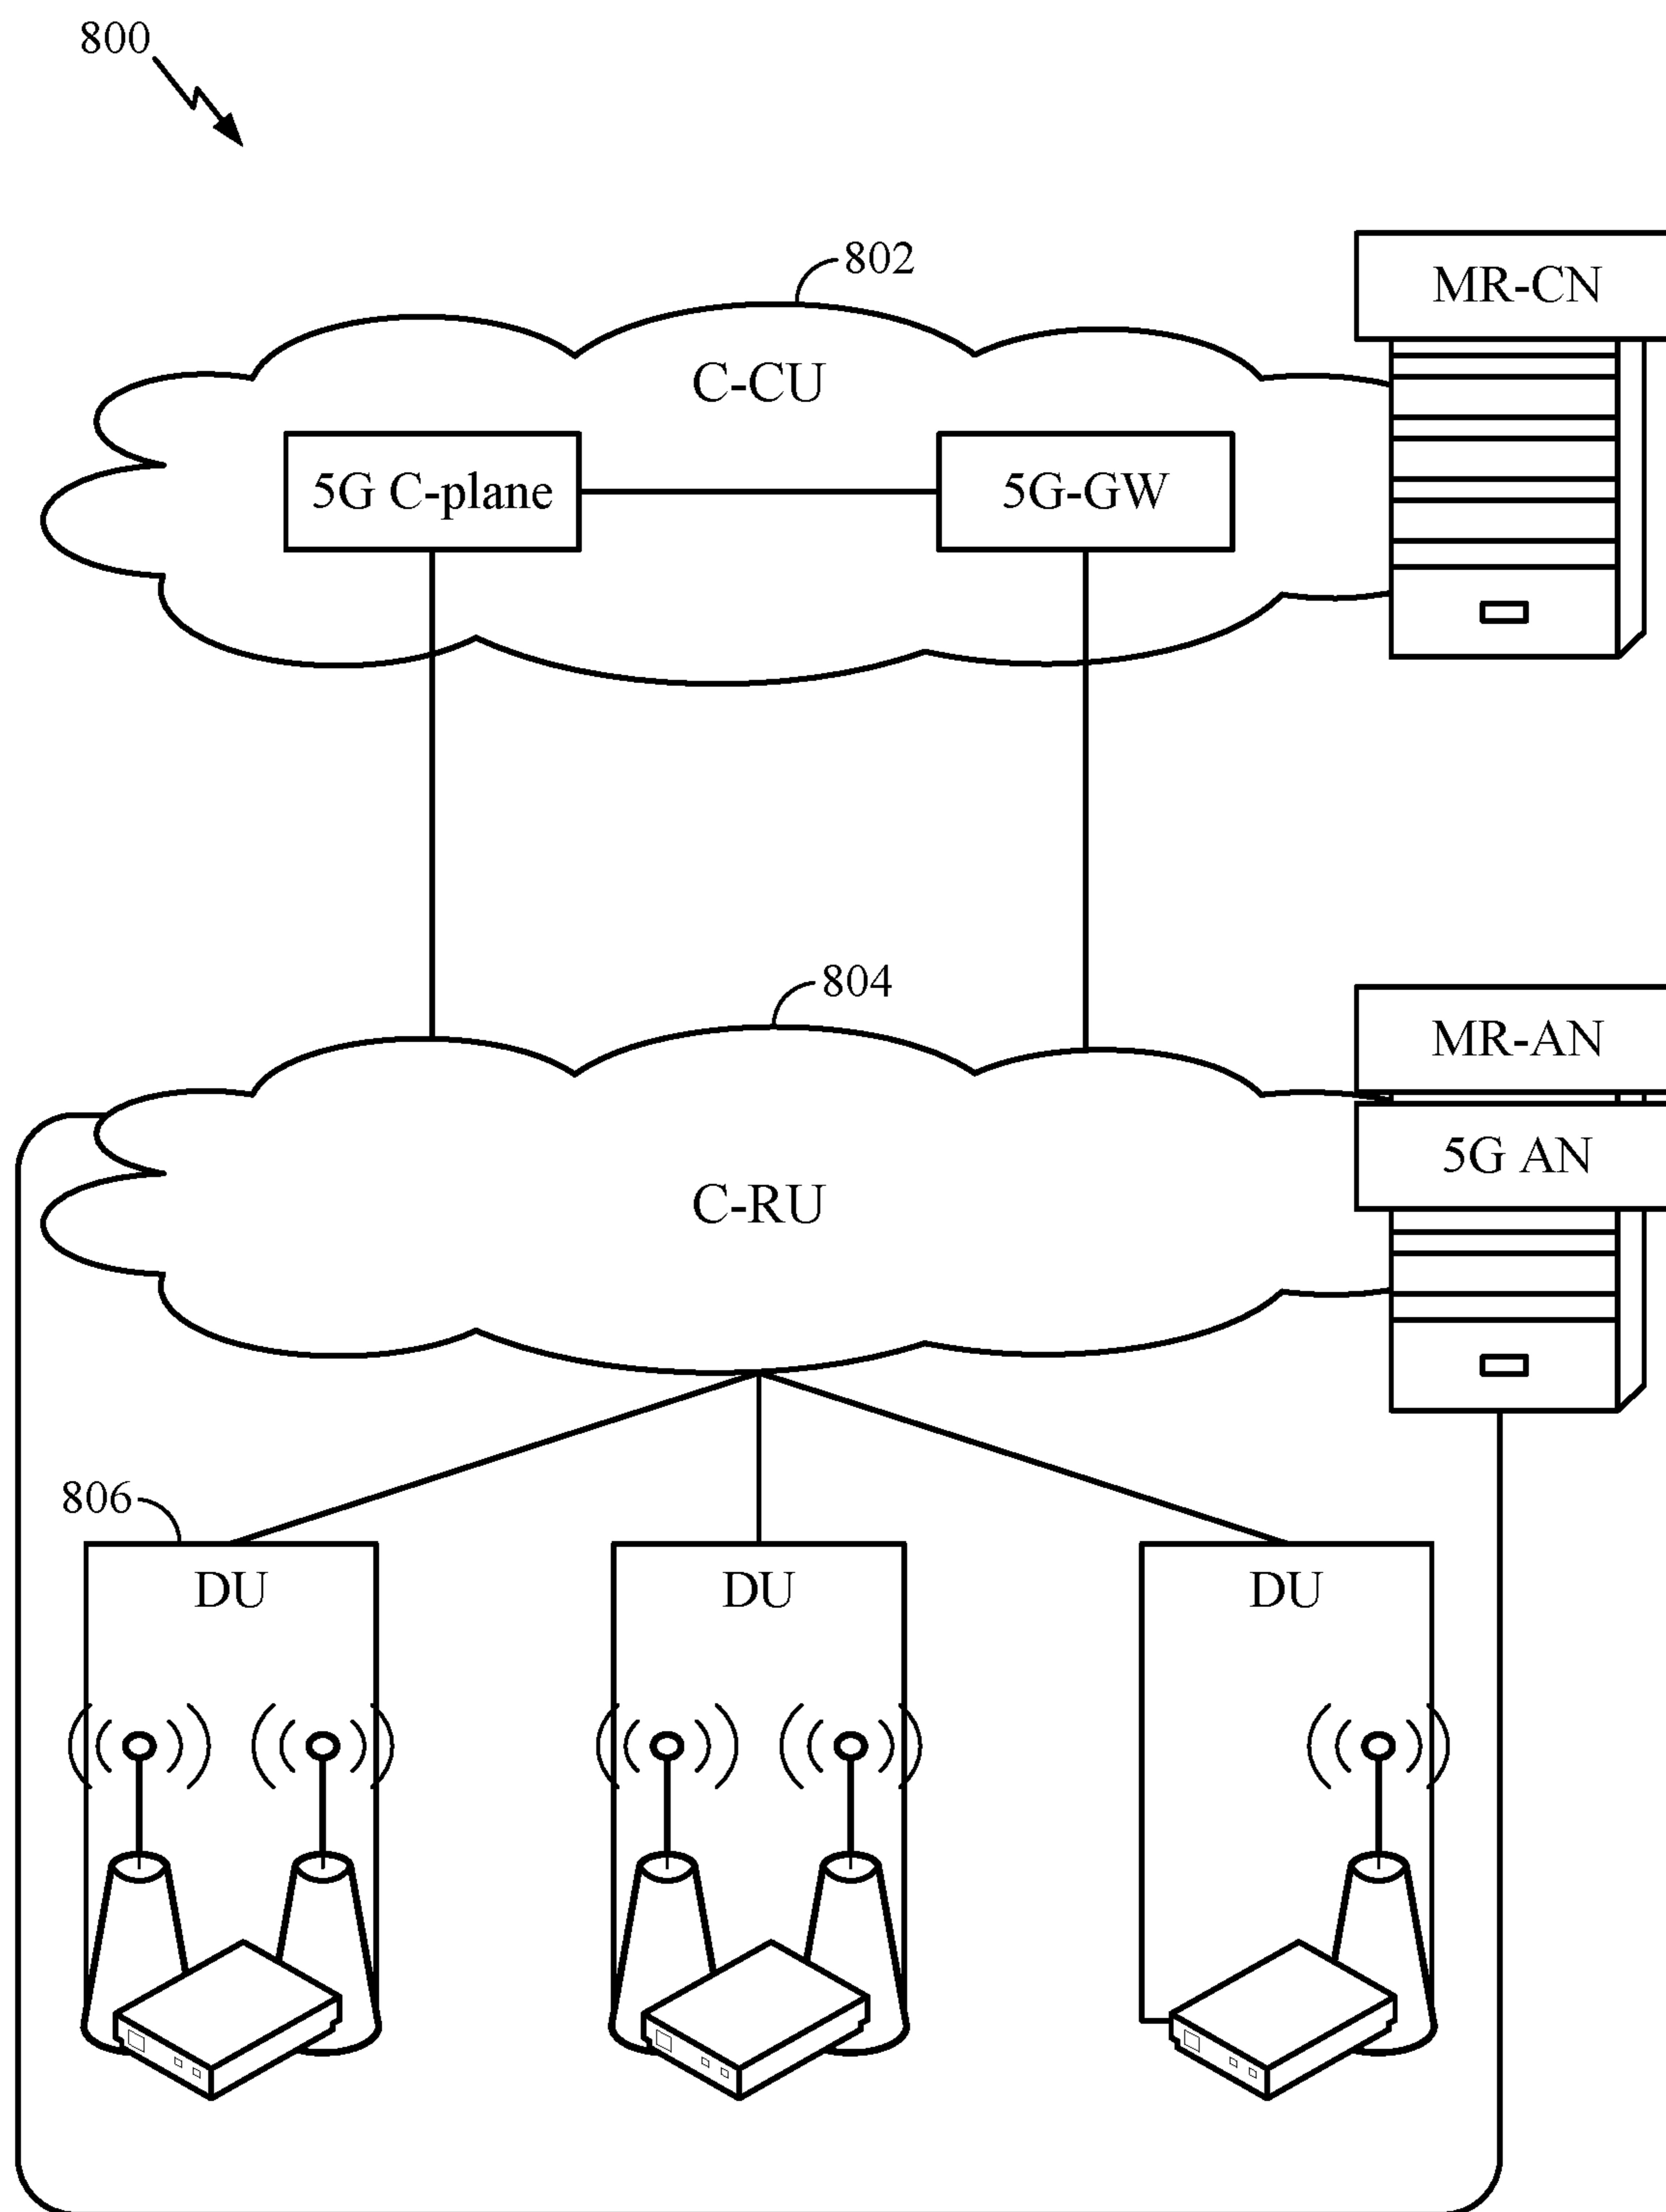 800
802
MR-CN
C-CU
5G C-plane
5G-GW
804
MR-AN
5G AN
C-RU
806
DU
DU
DU